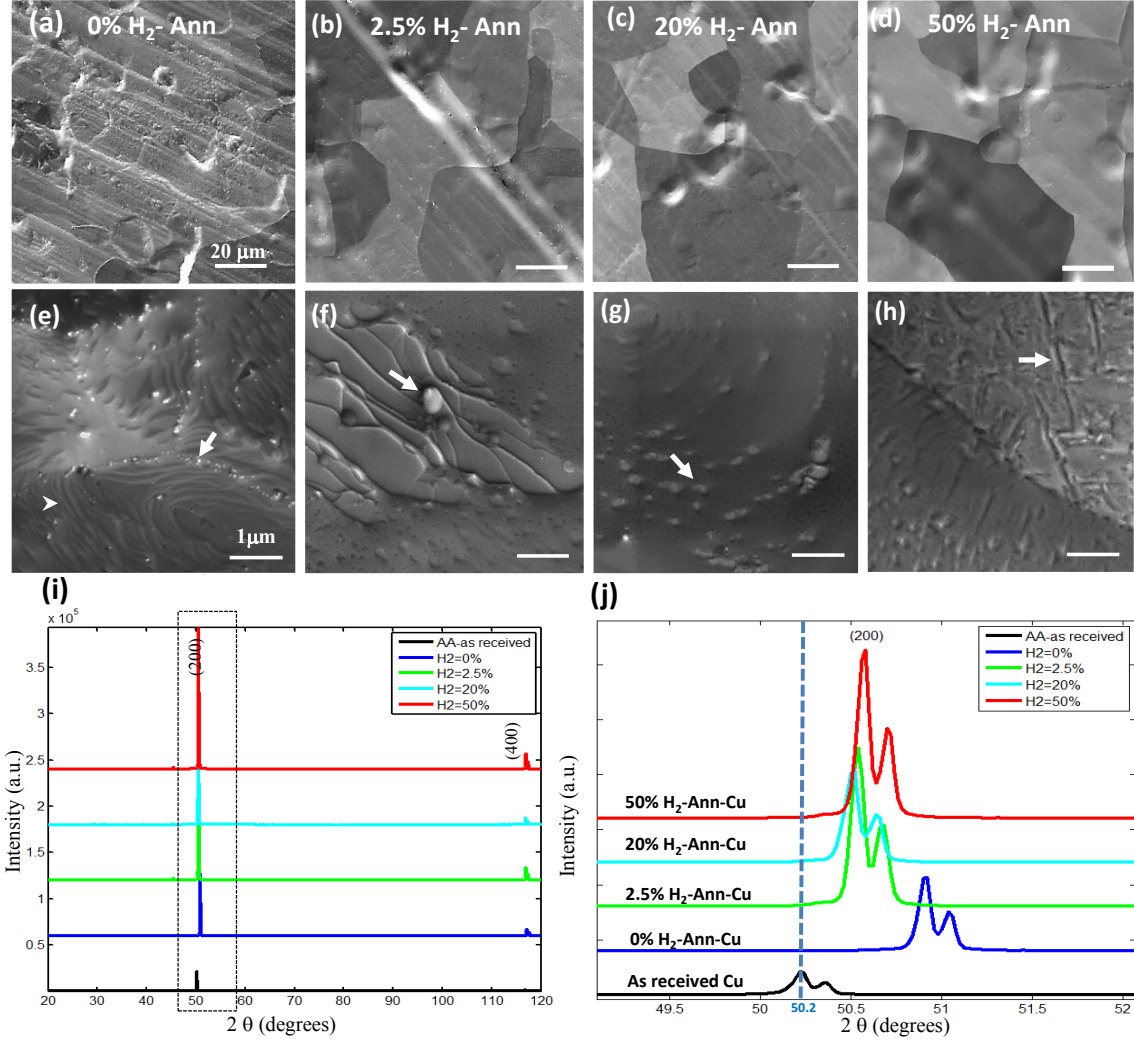 (a) 0% H₂- Ann
(b) 2.5% H₂- Ann
(c) 20% H₂- Ann
(d) 50% H₂- Ann
20 μm
(e)
(f)
(g)
(h)
1μm
(i)
x 10⁵
3.5
3
2.5
2
1.5
1
0.5
20 30 40 50 60 70 80 90 100 110 120
Intensity (a.u.)
2 θ (degrees)
(200)
(400)
AA-as received
H2=0%
H2=2.5%
H2=20%
H2=50%
(j)
(200)
AA-as received
H2=0%
H2=2.5%
H2=20%
H2=50%
50% H₂-Ann-Cu
20% H₂-Ann-Cu
2.5% H₂-Ann-Cu
0% H₂-Ann-Cu
As received Cu
Intensity (a.u.)
49.5 50 50.2 50.5 51 51.5 52
2 θ (degrees)